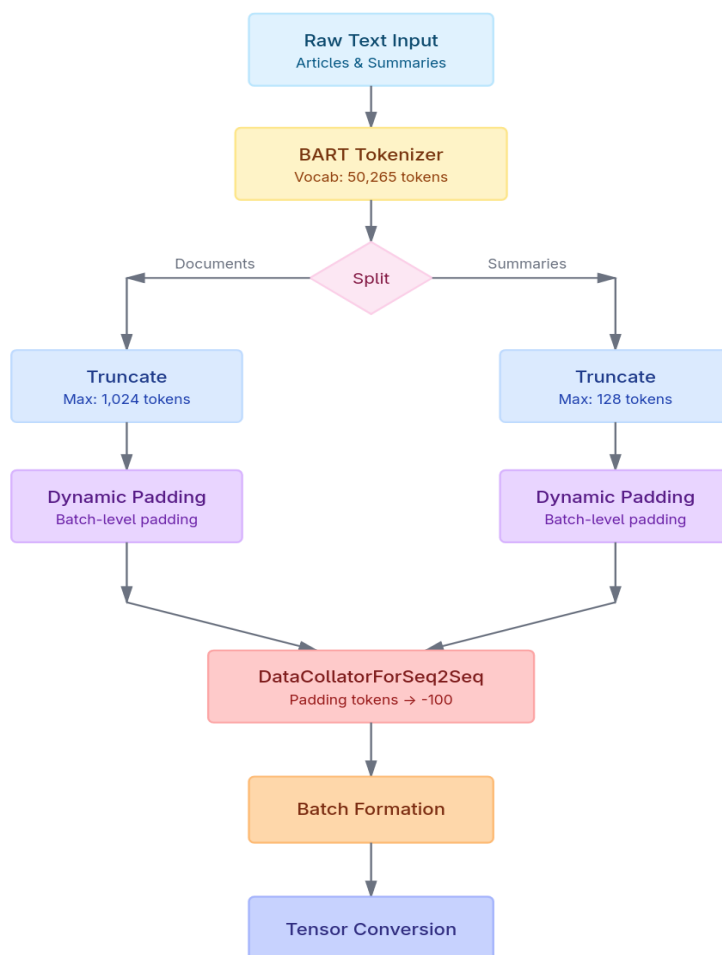 Raw Text Input
Articles & Summaries
BART Tokenizer
Vocab: 50,265 tokens
Documents
Split
Summaries
Truncate
Max: 1,024 tokens
Truncate
Max: 128 tokens
Dynamic Padding
Batch-level padding
Dynamic Padding
Batch-level padding
DataCollatorForSeq2Seq
Padding tokens → -100
Batch Formation
Tensor Conversion